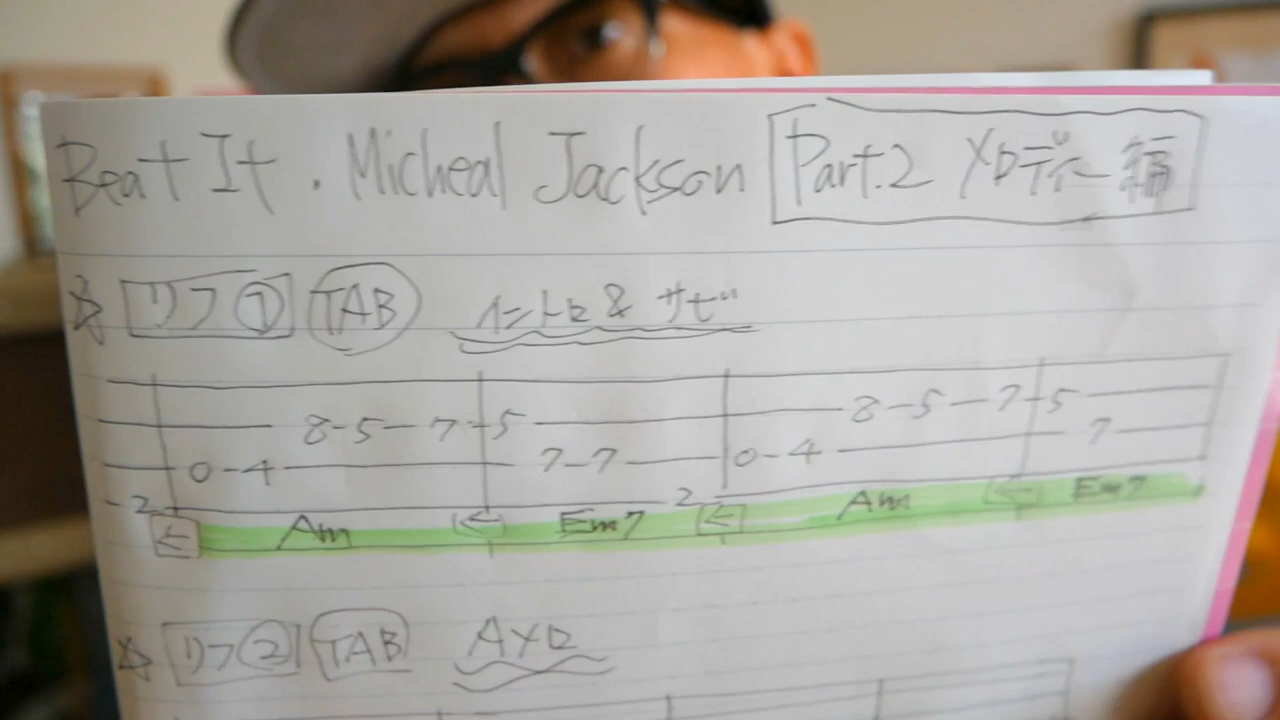 Beat It . Micheal Jackson Part.2 メロディー編
☆ リフ① TAB イントロ & サビ
8-5-7-5 8-5-7-5
0-4 7-7 0-4 7
2 2
← Am ← Em7 ← Am ← Em7
☆ リフ② TAB Aメロ